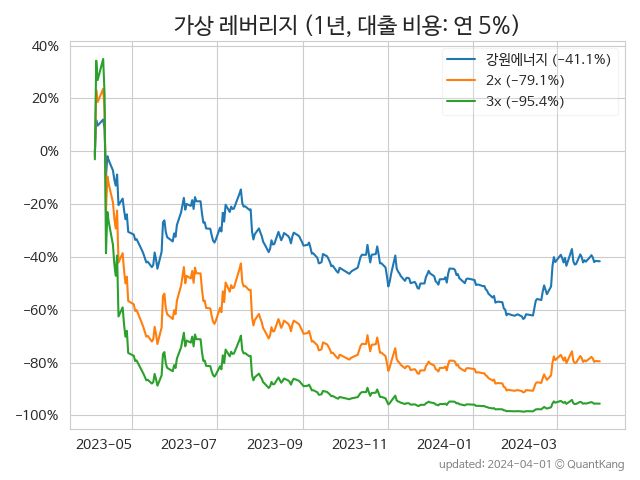 가상 레버리지 (1년, 대출 비용: 연 5%)
강원에너지 (-41.1%)
2x (-79.1%)
3x (-95.4%)
40%
20%
0%
-20%
-40%
-60%
-80%
-100%
2023-05 2023-07 2023-09 2023-11 2024-01 2024-03
updated: 2024-04-01 © QuantKang